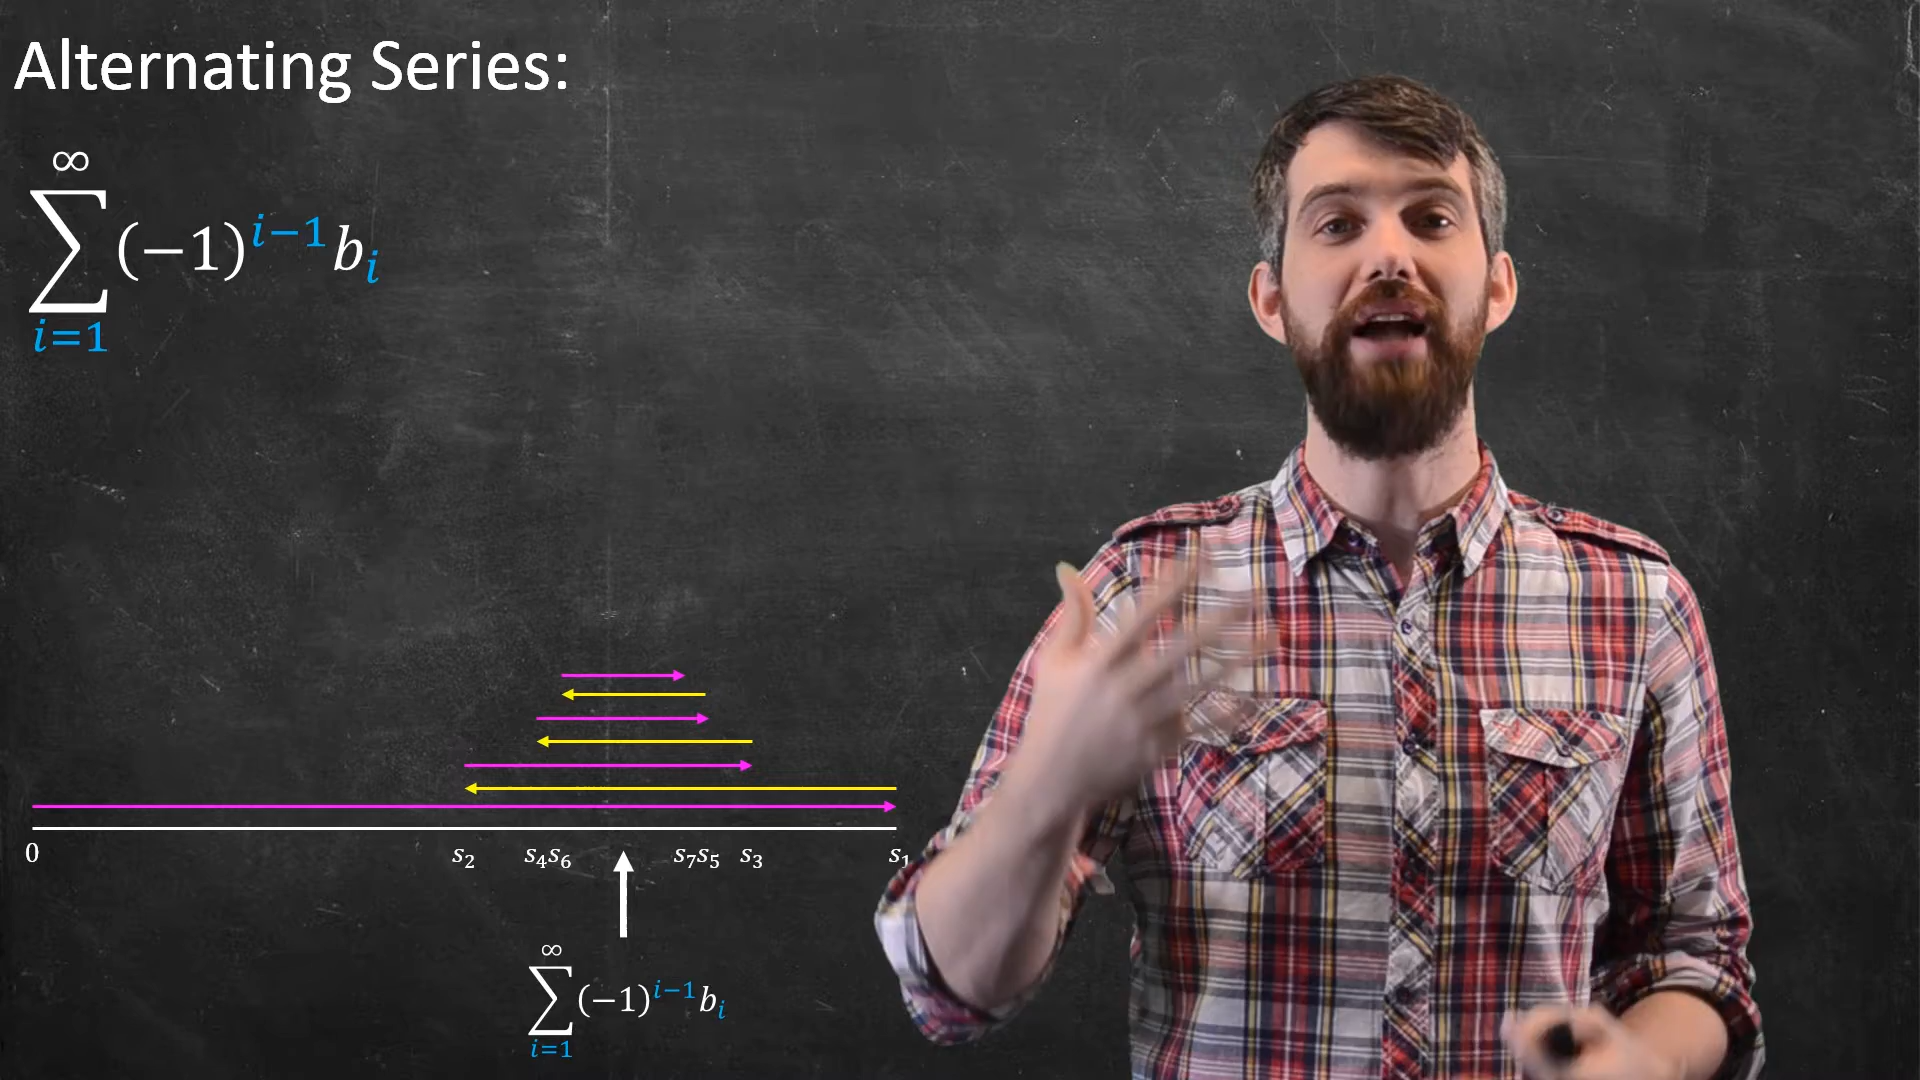 Alternating Series:
∞
∑(−1)^{i−1} b_i
i=1
0 s₂ s₄s₆ s₇s₅ s₃ s₁
∞
∑(−1)^{i−1} b_i
i=1